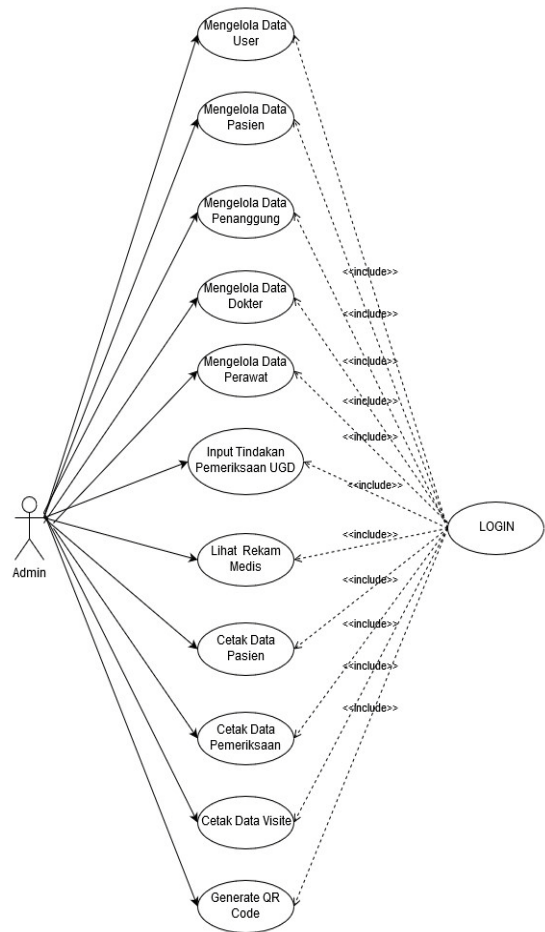 Mengelola Data
User
Mengelola Data
Pasien
Mengelola Data
Penanggung
Mengelola Data
Dokter
Mengelola Data
Perawat
Input Tindakan
Pemeriksaan UGD
Lihat Rekam
Medis
Cetak Data
Pasien
Cetak Data
Pemeriksaan
Cetak Data Visite
Generate QR
Code
Admin
<<include>>
<<include>>
<<include>>
<<include>>
<<include>>
<<include>>
<<include>>
<<include>>
<<include>>
<<include>>
<<include>>
LOGIN